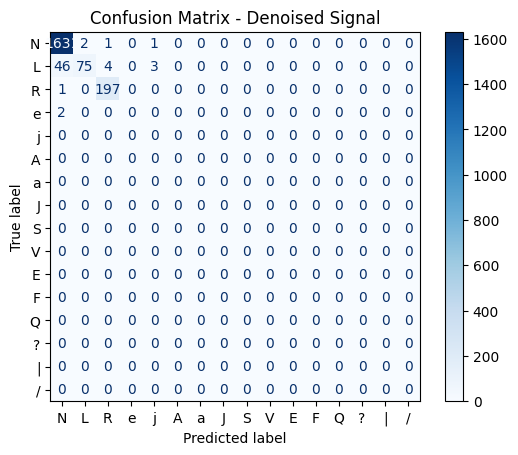 Confusion Matrix - Denoised Signal
True label
N 2 1 0 1 0 0 0 0 0 0 0 0 0 0 0
L 46 75 4 0 3 0 0 0 0 0 0 0 0 0 0 0
R 1 0 197 0 0 0 0 0 0 0 0 0 0 0 0 0
e 2 0 0 0 0 0 0 0 0 0 0 0 0 0 0 0
j 0 0 0 0 0 0 0 0 0 0 0 0 0 0 0 0
A 0 0 0 0 0 0 0 0 0 0 0 0 0 0 0 0
a 0 0 0 0 0 0 0 0 0 0 0 0 0 0 0 0
J 0 0 0 0 0 0 0 0 0 0 0 0 0 0 0 0
S 0 0 0 0 0 0 0 0 0 0 0 0 0 0 0 0
V 0 0 0 0 0 0 0 0 0 0 0 0 0 0 0 0
E 0 0 0 0 0 0 0 0 0 0 0 0 0 0 0 0
F 0 0 0 0 0 0 0 0 0 0 0 0 0 0 0 0
Q 0 0 0 0 0 0 0 0 0 0 0 0 0 0 0 0
? 0 0 0 0 0 0 0 0 0 0 0 0 0 0 0 0
| 0 0 0 0 0 0 0 0 0 0 0 0 0 0 0 0
/ 0 0 0 0 0 0 0 0 0 0 0 0 0 0 0 0
N L R e j A a J S V E F Q ? | /
Predicted label
1600
1400
1200
1000
800
600
400
200
0